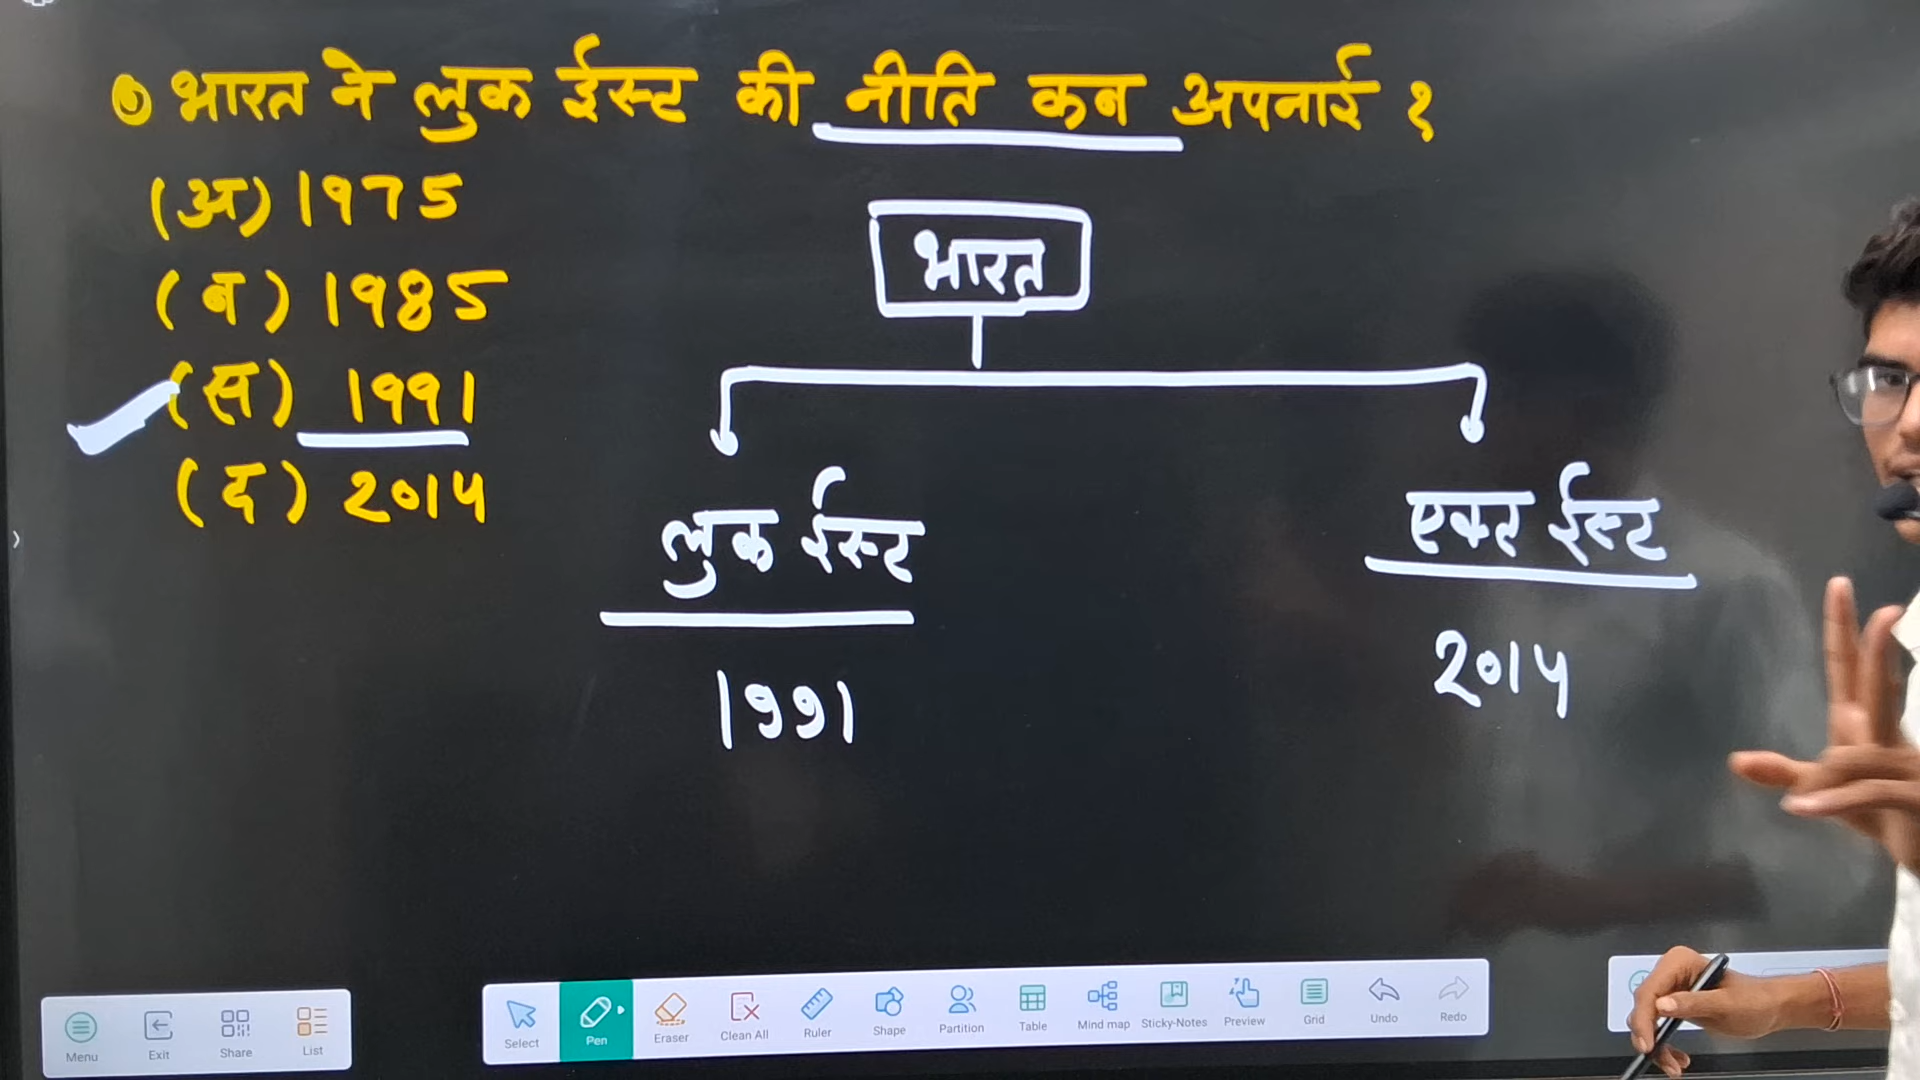 भारत ने लुक ईस्ट की नीति कब अपनाई ?
(अ) 1975
(ब) 1985
(स) 1991
(द) 2014
भारत
लुक ईस्ट
एक्ट ईस्ट
1991
2014
Menu
Exit
Share
List
Select
Pen
Eraser
Clean All
Ruler
Shape
Partition
Table
Mind map
Sticky-Notes
Preview
Grid
Undo
Redo